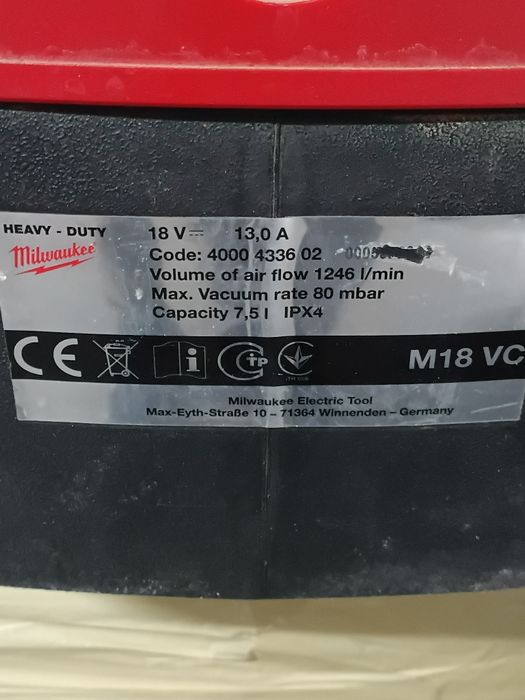 HEAVY - DUTY
Milwaukee
18 V 13,0 A
Code: 4000 4336 02
Volume of air flow 1246 l/min
Max. Vacuum rate 80 mbar
Capacity 7,5 l IPX4
CE
i
TP
M18 VC
Milwaukee Electric Tool
Max-Eyth-Straße 10 – 71364 Winnenden – Germany